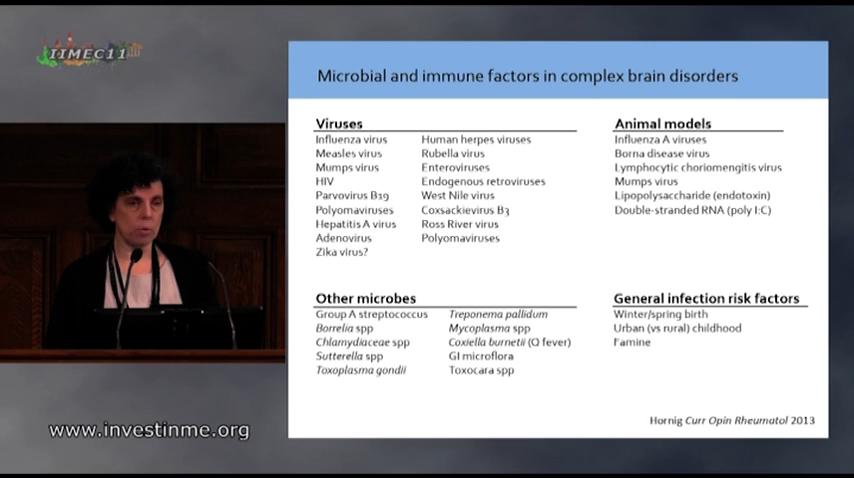 IIMEC11
Microbial and immune factors in complex brain disorders
Viruses
Influenza virus
Measles virus
Mumps virus
HIV
Parvovirus B19
Polyomaviruses
Hepatitis A virus
Adenovirus
Zika virus?
Human herpes viruses
Rubella virus
Enteroviruses
Endogenous retroviruses
West Nile virus
Coxsackievirus B3
Ross River virus
Polyomaviruses
Animal models
Influenza A viruses
Borna disease virus
Lymphocytic choriomengitis virus
Mumps virus
Lipopolysaccharide (endotoxin)
Double-stranded RNA (poly I:C)
Other microbes
Group A streptococcus
Borrelia spp
Chlamydiaceae spp
Sutterella spp
Toxoplasma gondii
Treponema pallidum
Mycoplasma spp
Coxiella burnetii (Q fever)
GI microflora
Toxocara spp
General infection risk factors
Winter/spring birth
Urban (vs rural) childhood
Famine
Hornig Curr Opin Rheumatol 2013
www.investinme.org